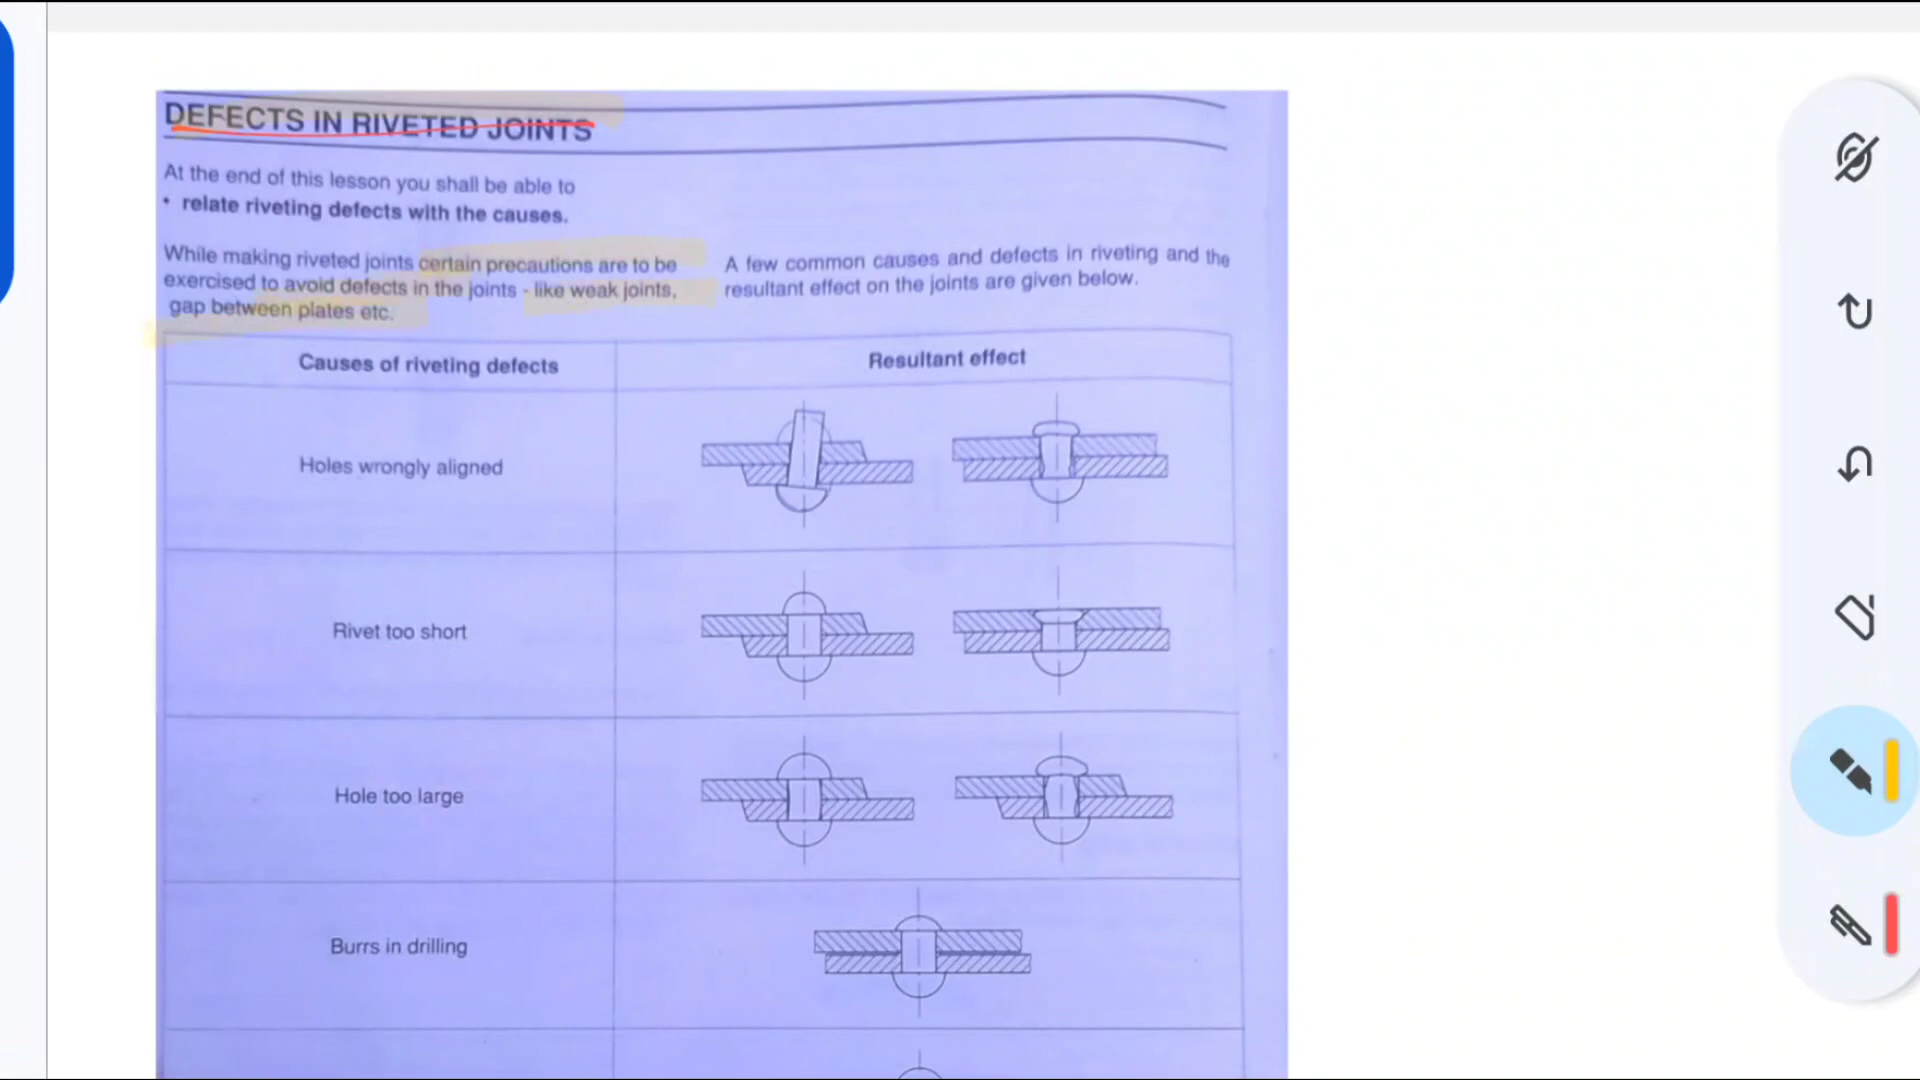 DEFECTS IN RIVETED JOINTS
At the end of this lesson you shall be able to
• relate riveting defects with the causes.
While making riveted joints certain precautions are to be
exercised to avoid defects in the joints - like weak joints,
gap between plates etc.
A few common causes and defects in riveting and the
resultant effect on the joints are given below.
Causes of riveting defects
Resultant effect
Holes wrongly aligned
Rivet too short
Hole too large
Burrs in drilling